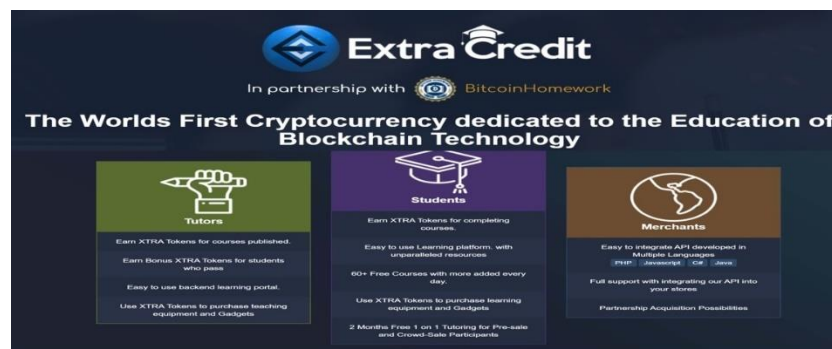 Extra Credit
In partnership with BitcoinHomework
The Worlds First Cryptocurrency dedicated to the Education of
Blockchain Technology
Tutors
Earn XTRA Tokens for courses published.
Earn Bonus XTRA Tokens for students
who pass
Easy to use backend learning portal.
Use XTRA Tokens to purchase teaching
equipment and Gadgets
Students
Earn XTRA Tokens for completing
courses.
Easy to use Learning platform, with
unparalleled resources
60+ Free Courses with more added every
day.
Use XTRA Tokens to purchase learning
equipment and Gadgets
2 Months Free 1 on 1 Tutoring for Pre-sale
and Crowd-Sale Participants
Merchants
Easy to integrate API developed in
Multiple Languages
PHP Javascript C# Java
Full support with integrating our API into
your stores
Partnership Acquisition Possibilities